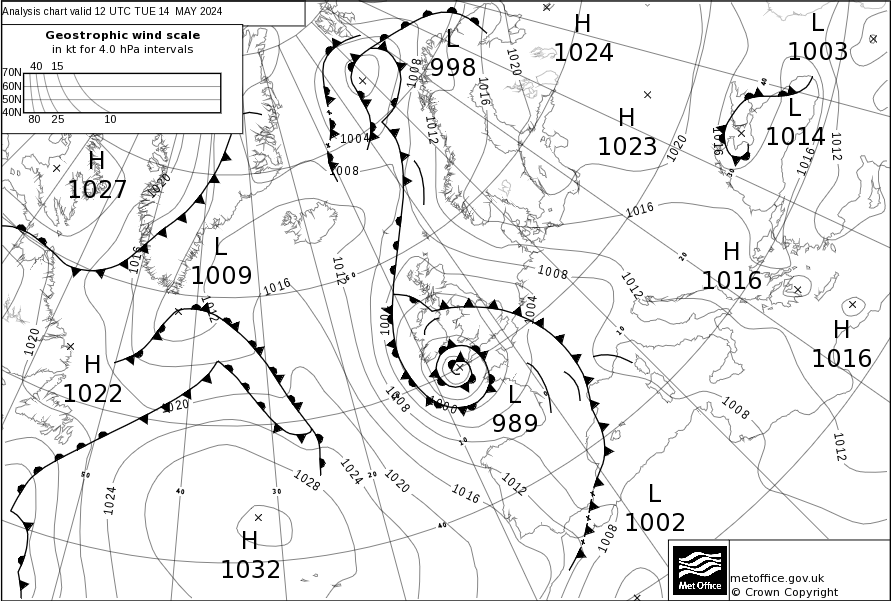 Analysis chart valid 12 UTC TUE 14 MAY 2024
Geostrophic wind scale
in kt for 4.0 hPa intervals
40 15
70N
60N
50N
40N
80 25 10
L
998
H
1024
L
1003
H
1023
L
1014
H
1027
L
1009
H
1016
H
1016
H
1022
L
989
L
1002
H
1032
1008
1016
1020
1012
1004
1008
1020
1016
1016
1012
1016
1020
1016
1012
1016
1012
1008
1012
1004
1020
1020
1008
1000
1008
1012
1024
1028
1024
1020
1016
1012
1008
40
20
10
0
10
20
30
40
50
40
metoffice.gov.uk
© Crown Copyright
Met Office